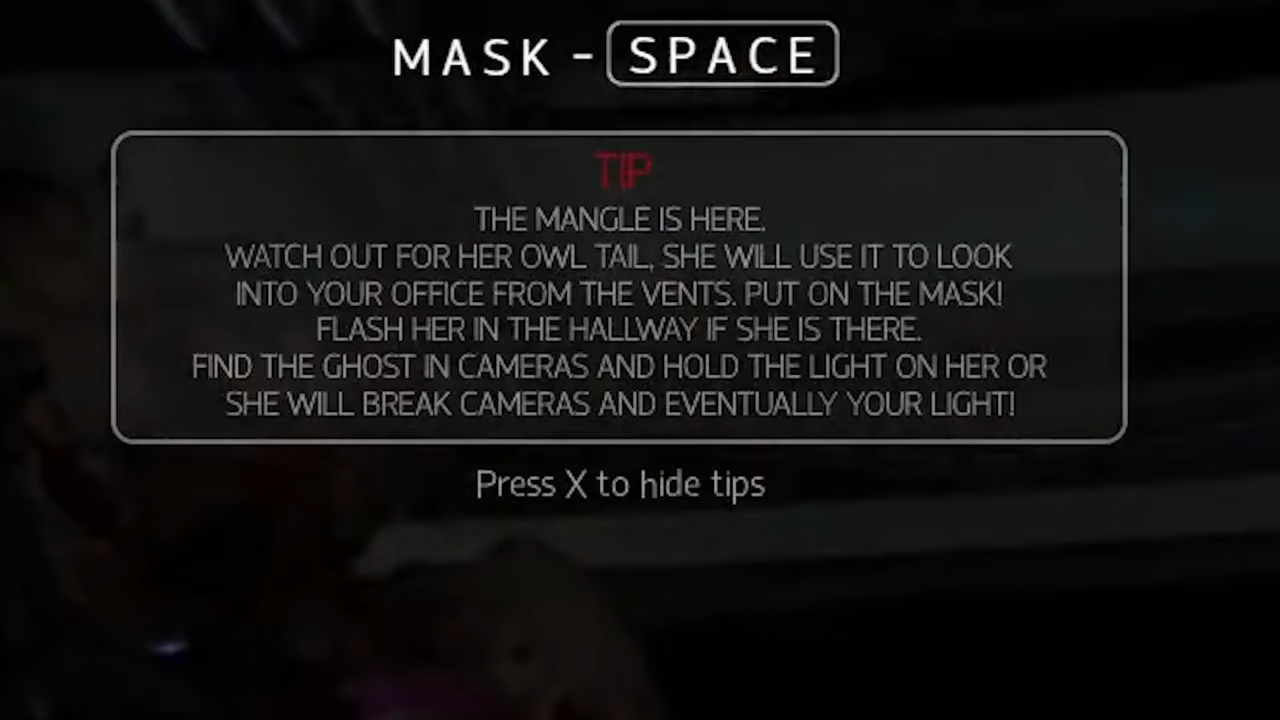 MASK - SPACE
TIP
THE MANGLE IS HERE.
WATCH OUT FOR HER OWL TAIL, SHE WILL USE IT TO LOOK
INTO YOUR OFFICE FROM THE VENTS. PUT ON THE MASK!
FLASH HER IN THE HALLWAY IF SHE IS THERE.
FIND THE GHOST IN CAMERAS AND HOLD THE LIGHT ON HER OR
SHE WILL BREAK CAMERAS AND EVENTUALLY YOUR LIGHT!
Press X to hide tips